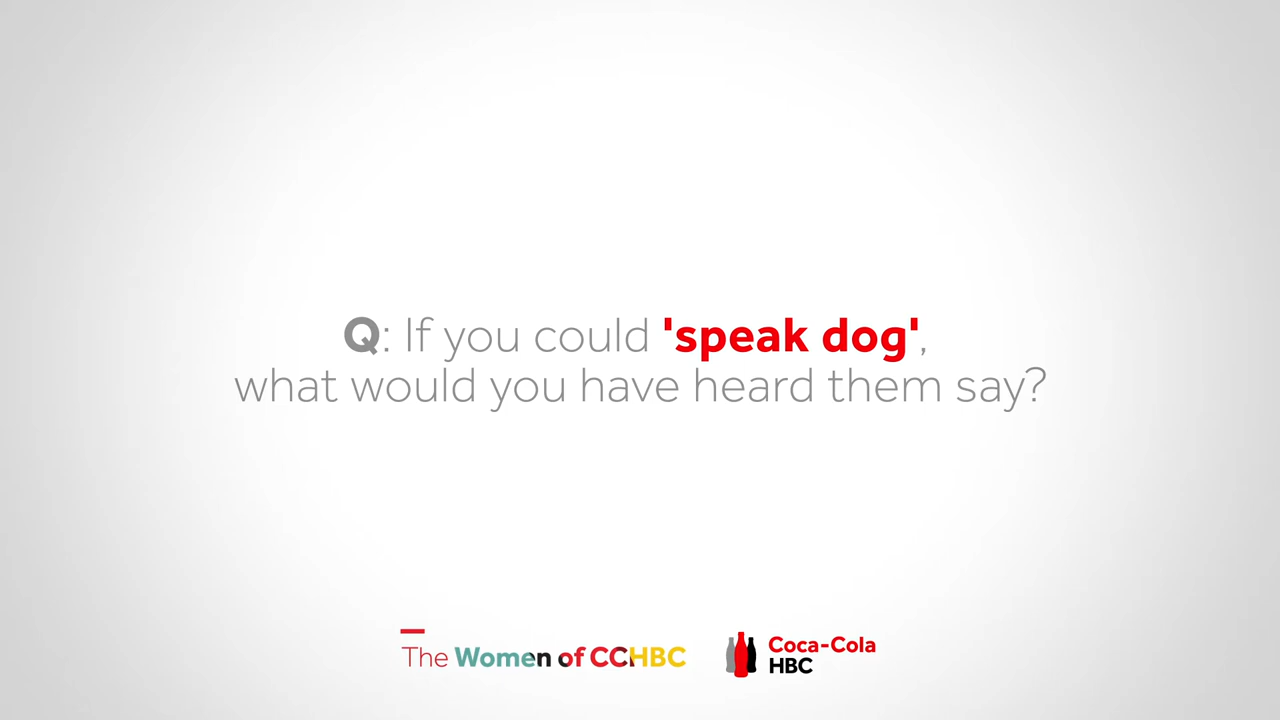 Q: If you could 'speak dog',
what would you have heard them say?
The Women of CCHBC
Coca-Cola
HBC